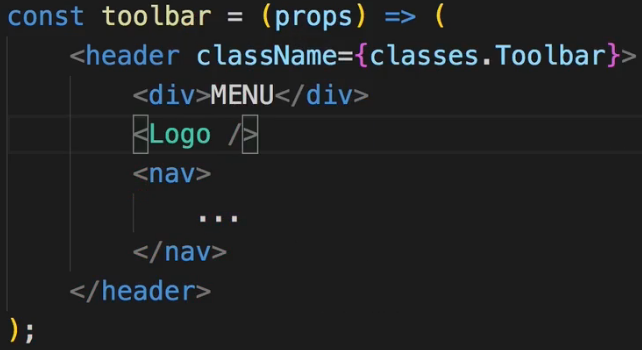 const toolbar = (props) => (
    <header className={classes.Toolbar}>
        <div>MENU</div>
        <Logo />
        <nav>
            ...
        </nav>
    </header>
);